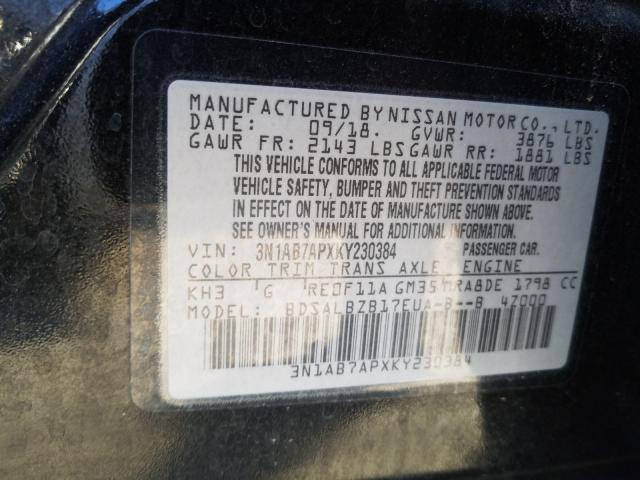 MANUFACTURED BY NISSAN MOTOR CO., LTD.
DATE: 09/18. GVWR: 3876 LBS
GAWR FR: 2143 LBS GAWR RR: 1881 LBS
THIS VEHICLE CONFORMS TO ALL APPLICABLE FEDERAL MOTOR
VEHICLE SAFETY, BUMPER AND THEFT PREVENTION STANDARDS
IN EFFECT ON THE DATE OF MANUFACTURE SHOWN ABOVE.
SEE OWNER'S MANUAL FOR ADDITIONAL INFORMATION.
VIN: 3N1AB7APXKY230384 PASSENGER CAR.
COLOR TRIM TRANS AXLE ENGINE
KH3 G RE0F11A GM35 MRA8DE 1798 CC
MODEL: BDSALBZB17EUA-B--B 4Z000
3N1AB7APXKY230384